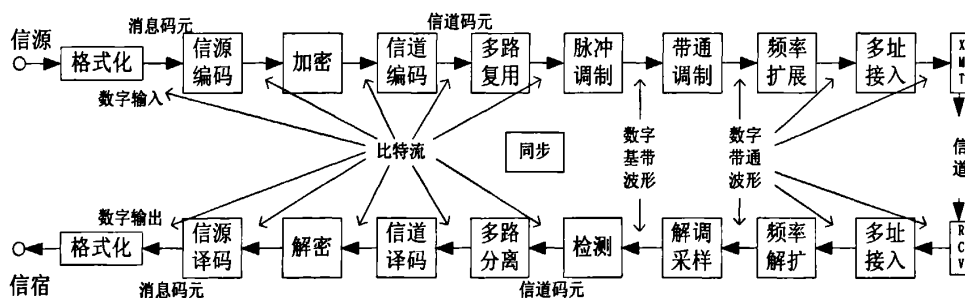 信源
消息码元
信道码元
格式化
信源
编码
加密
信道
编码
多路
复用
脉冲
调制
带通
调制
频率
扩展
多址
接入
X
M
T
数字输入
比特流
同步
数字
基带
波形
数字
带通
波形
信
道
数字输出
格式化
信源
译码
解密
信道
译码
多路
分离
检测
解调
采样
频率
解扩
多址
接入
R
C
V
信宿
消息码元
信道码元